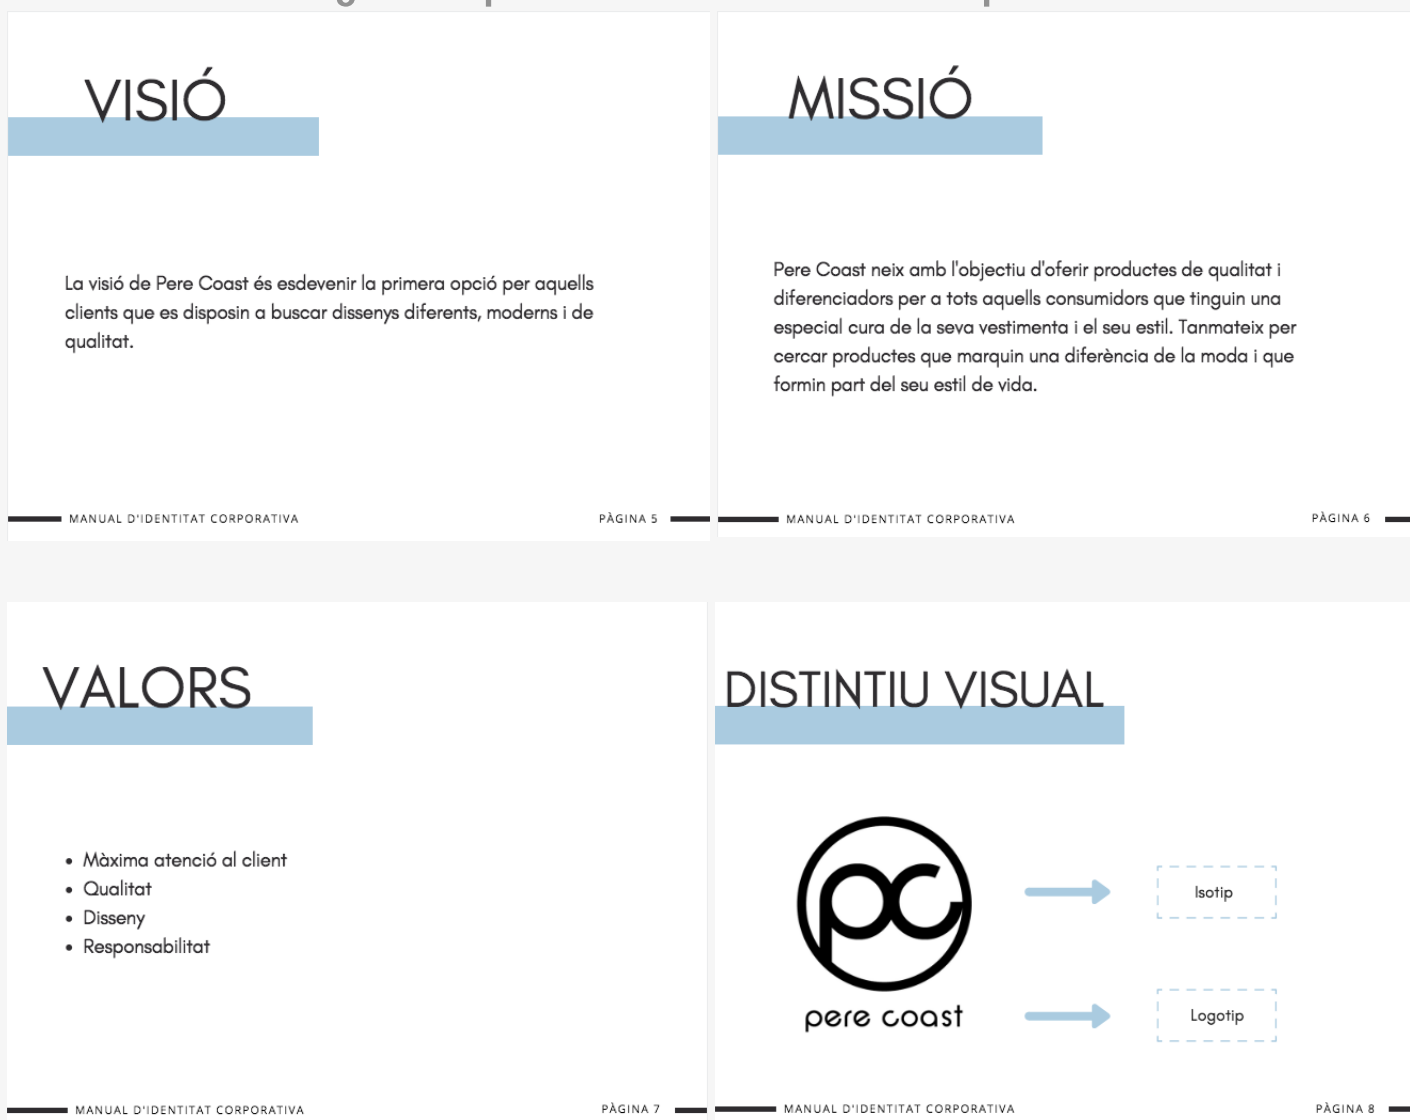 VISIÓ
La visió de Pere Coast és esdevenir la primera opció per aquells
clients que es disposin a buscar dissenys diferents, moderns i de
qualitat.
MANUAL D'IDENTITAT CORPORATIVA
PÀGINA 5
MISSIÓ
Pere Coast neix amb l'objectiu d'oferir productes de qualitat i
diferenciadors per a tots aquells consumidors que tinguin una
especial cura de la seva vestimenta i el seu estil. Tanmateix per
cercar productes que marquin una diferència de la moda i que
formin part del seu estil de vida.
MANUAL D'IDENTITAT CORPORATIVA
PÀGINA 6
VALORS
• Màxima atenció al client
• Qualitat
• Disseny
• Responsabilitat
MANUAL D'IDENTITAT CORPORATIVA
PÀGINA 7
DISTINTIU VISUAL
pc
Isotip
pere coast
Logotip
MANUAL D'IDENTITAT CORPORATIVA
PÀGINA 8